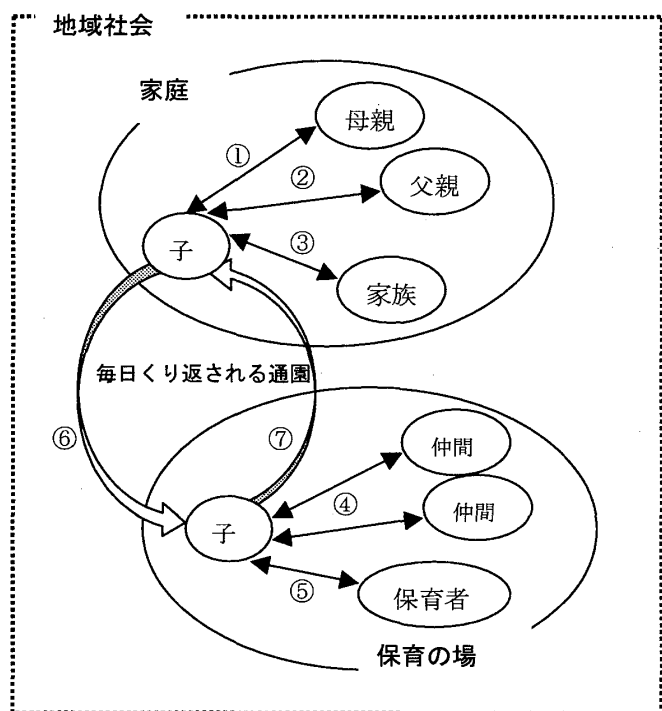 地域社会
家庭
母親
①
②
父親
子
③
家族
毎日くり返される通園
⑥
⑦
仲間
④
仲間
子
⑤
保育者
保育の場